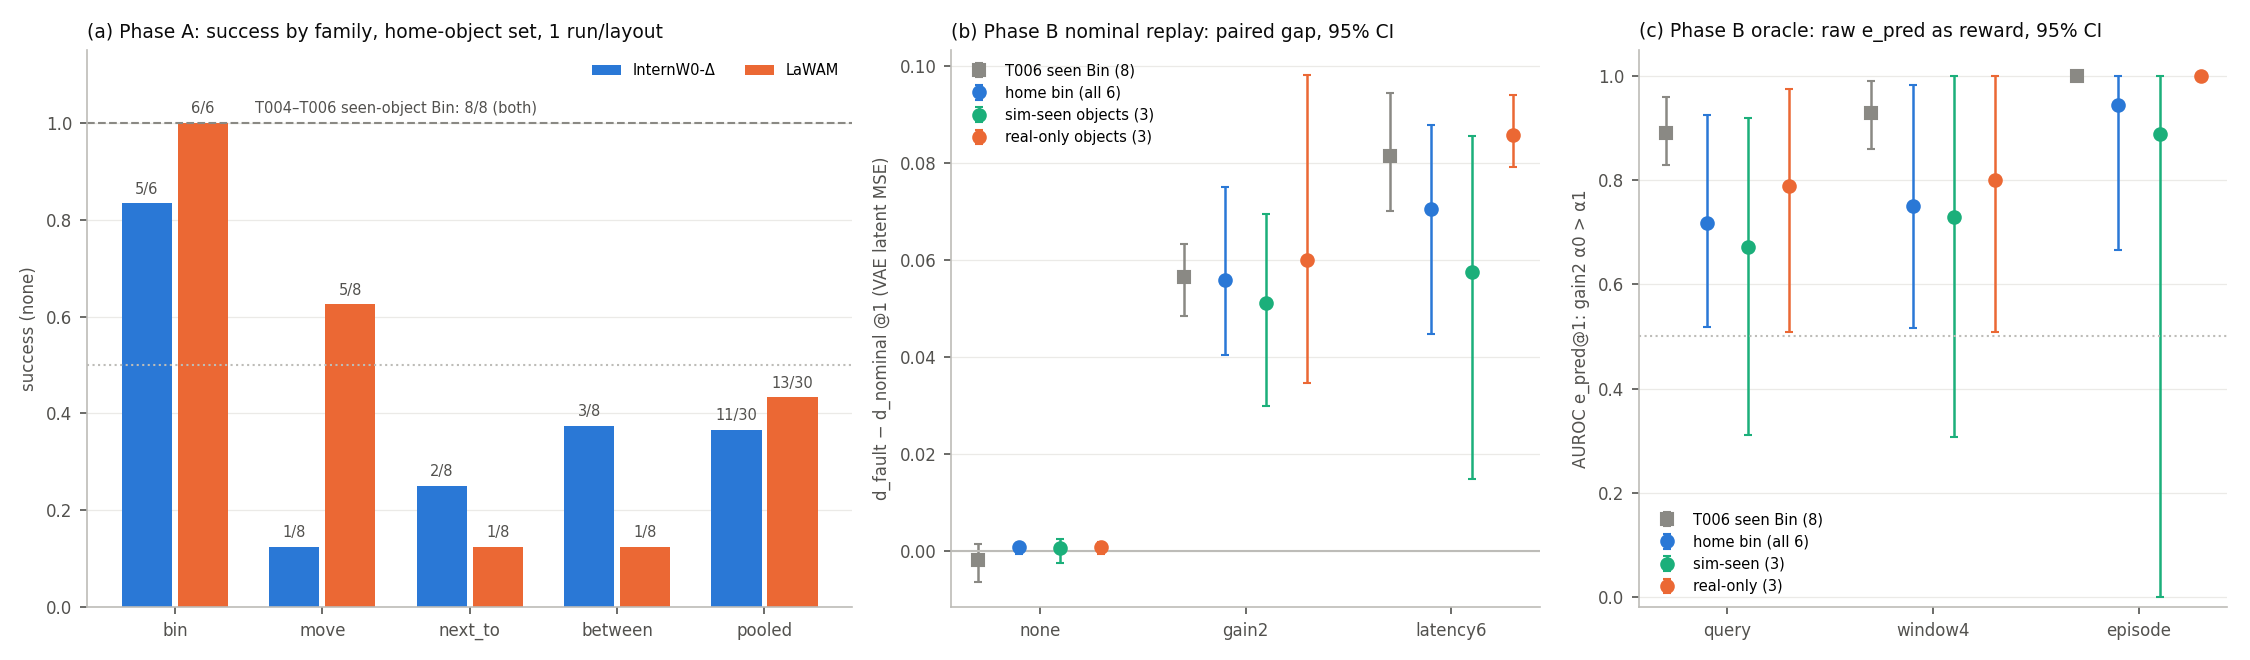 (a) Phase A: success by family, home-object set, 1 run/layout
InternW0-Δ
LaWAM
T004–T006 seen-object Bin: 8/8 (both)
success (none)
1.0
0.8
0.6
0.4
0.2
0.0
5/6
6/6
1/8
5/8
2/8
1/8
3/8
1/8
11/30
13/30
bin
move
next_to
between
pooled
(b) Phase B nominal replay: paired gap, 95% CI
T006 seen Bin (8)
home bin (all 6)
sim-seen objects (3)
real-only objects (3)
d_fault − d_nominal @1 (VAE latent MSE)
0.10
0.08
0.06
0.04
0.02
0.00
none
gain2
latency6
(c) Phase B oracle: raw e_pred as reward, 95% CI
AUROC e_pred@1: gain2 α0 > α1
1.0
0.8
0.6
0.4
0.2
0.0
T006 seen Bin (8)
home bin (all 6)
sim-seen (3)
real-only (3)
query
window4
episode